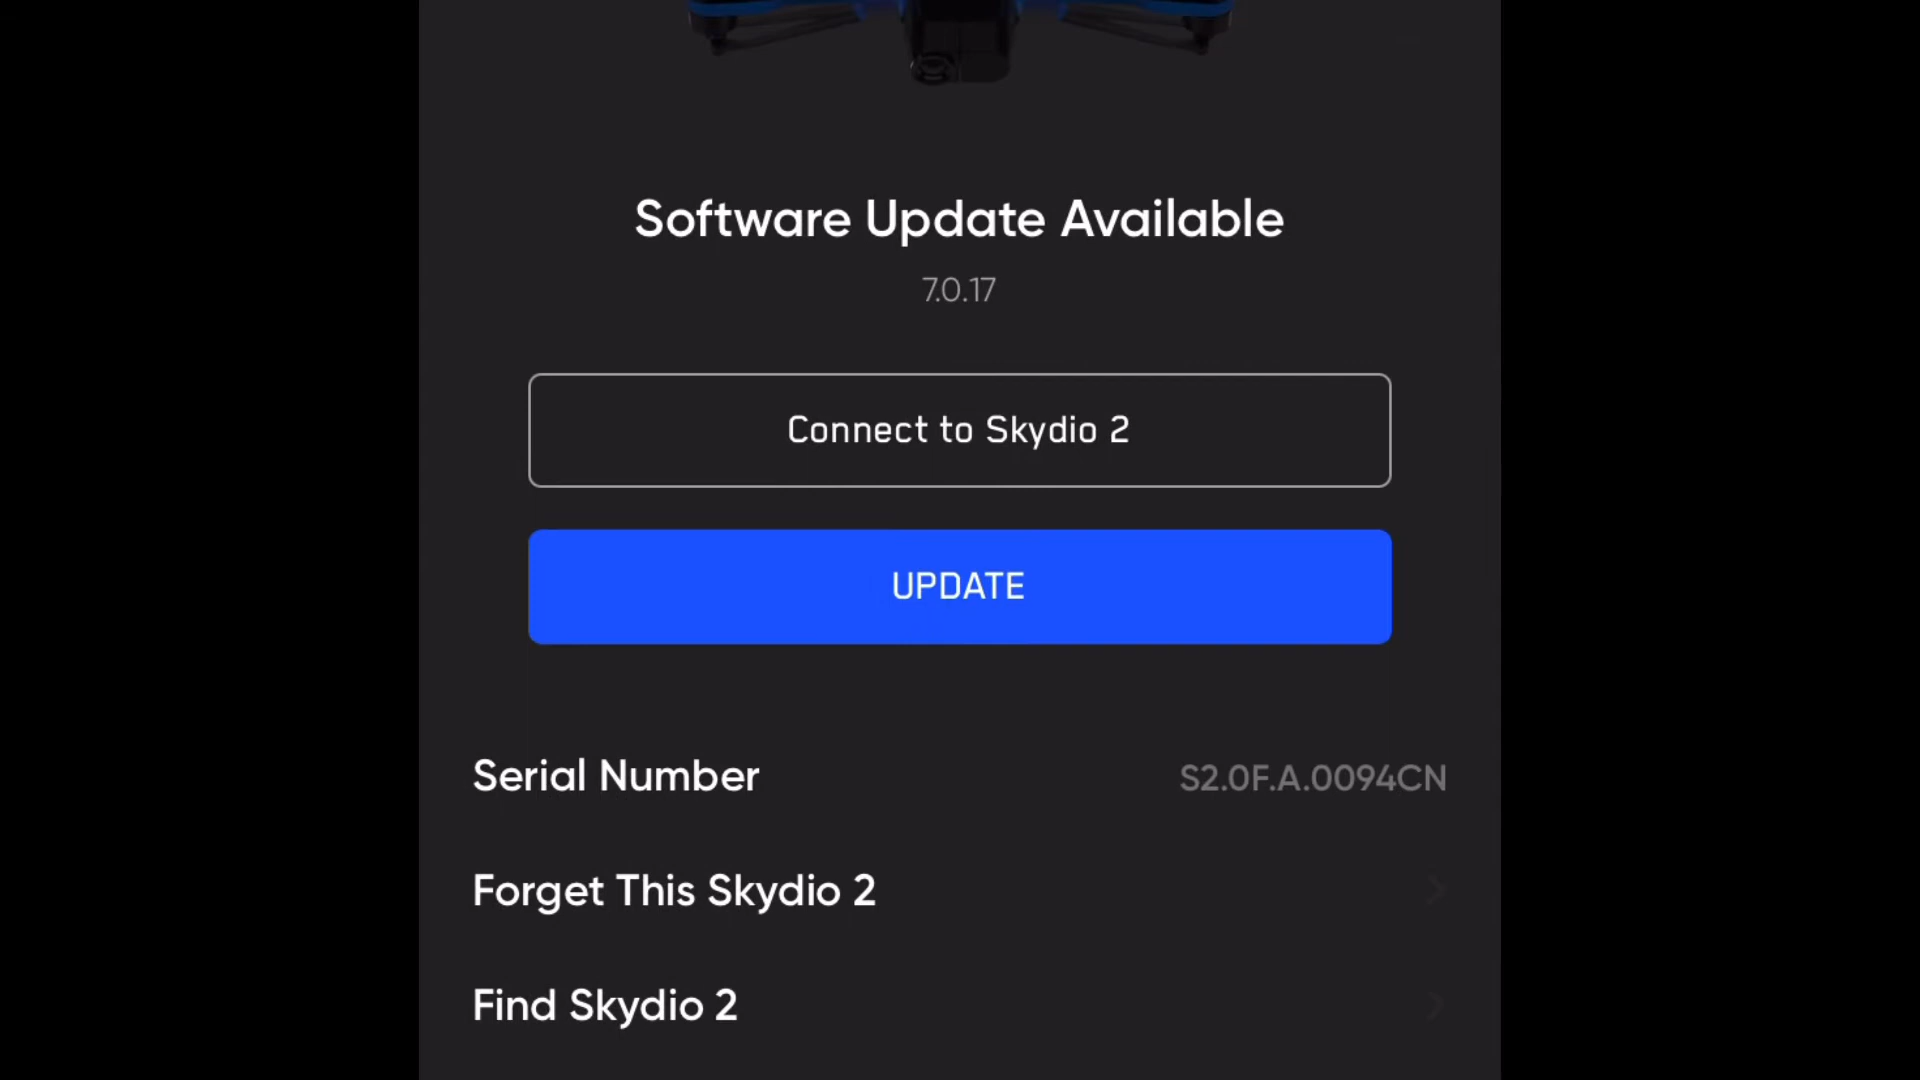 Software Update Available
7.0.17
Connect to Skydio 2
UPDATE
Serial Number S2.0F.A.0094CN
Forget This Skydio 2
Find Skydio 2